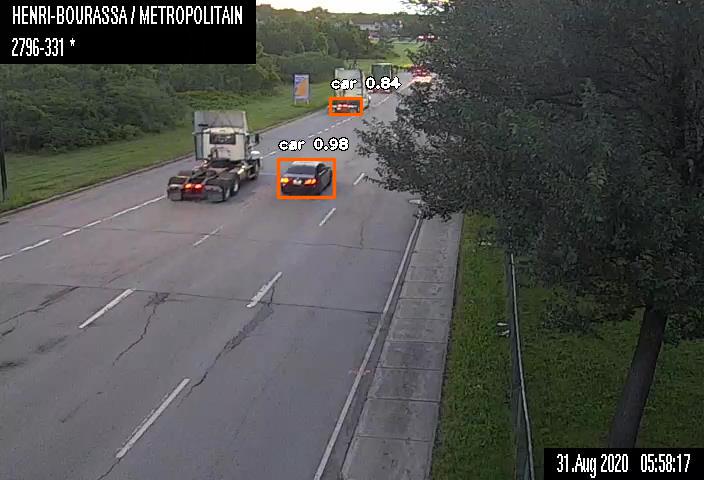 HENRI-BOURASSA / METROPOLITAIN
2796-331 *
car 0.84
car 0.98
31.Aug 2020 05:58:17